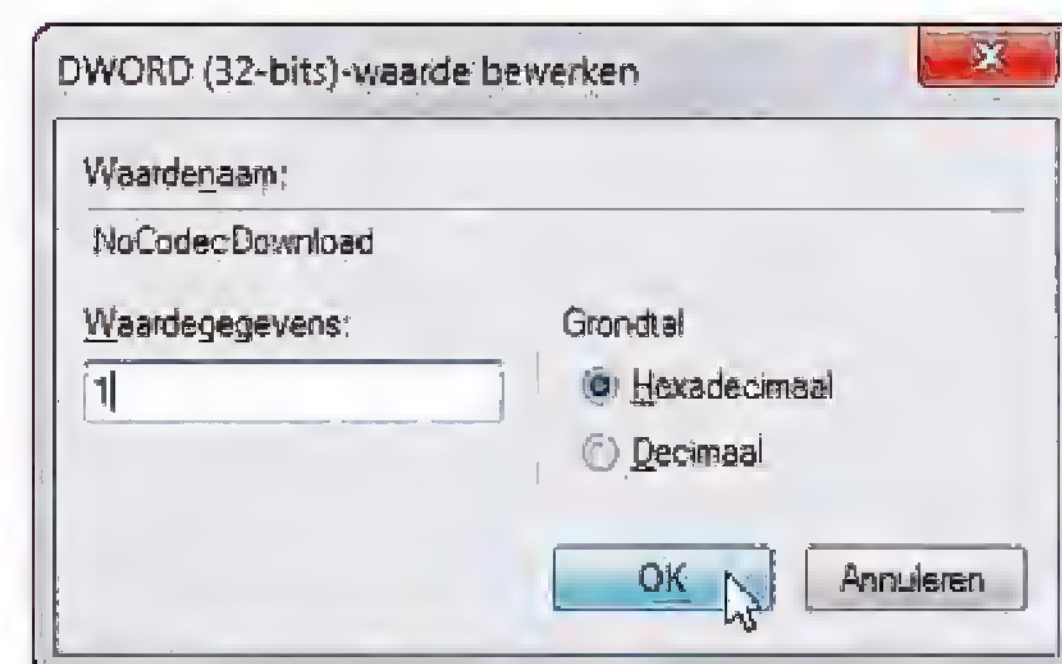 DWORD (32-bits)-waarde bewerken
Waardenaam:
NoCodecDownload
Waardegegevens:
1
Grondtal
Hexadecimaal
Decimaal
OK
Annuleren